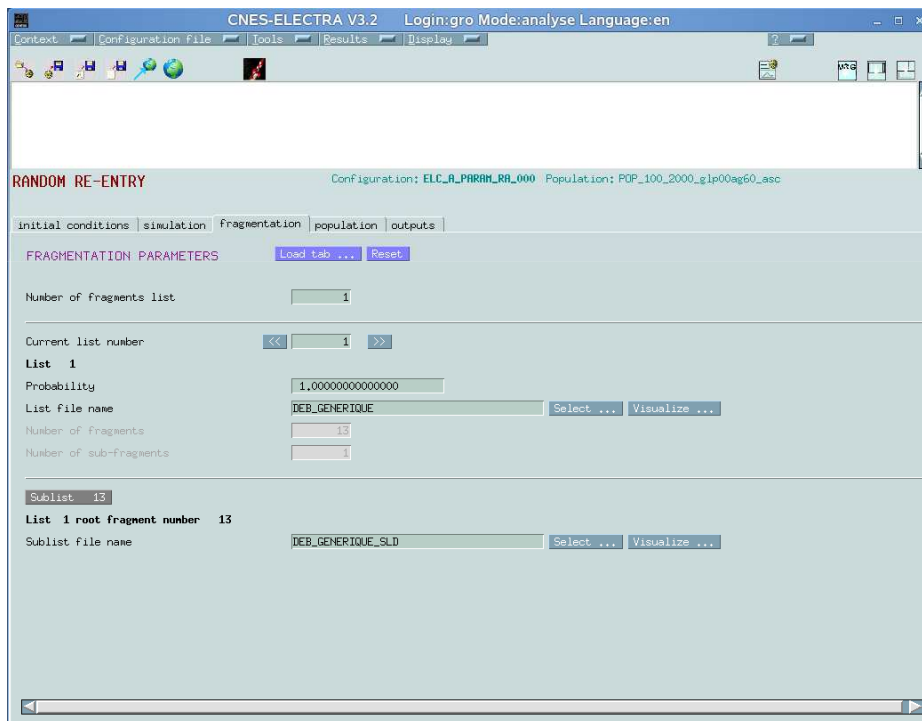 CNES-ELECTRA V3.2 Login:gro Mode:analyse Language:en
Context Configuration file Tools Results Display ?
MSG
RANDOM RE-ENTRY Configuration: ELC_A_PARAM_RA_000 Population: POP_100_2000_glp00ag60_asc
initial conditions simulation fragmentation population outputs
FRAGMENTATION PARAMETERS Load tab ... Reset
Number of fragments list 1
Current list number << 1 >>
List 1
Probability 1.00000000000000
List file name DEB_GENERIQUE Select ... Visualize ...
Number of fragments 13
Number of sub-fragments 1
Sublist 13
List 1 root fragment number 13
Sublist file name DEB_GENERIQUE_SLD Select ... Visualize ...